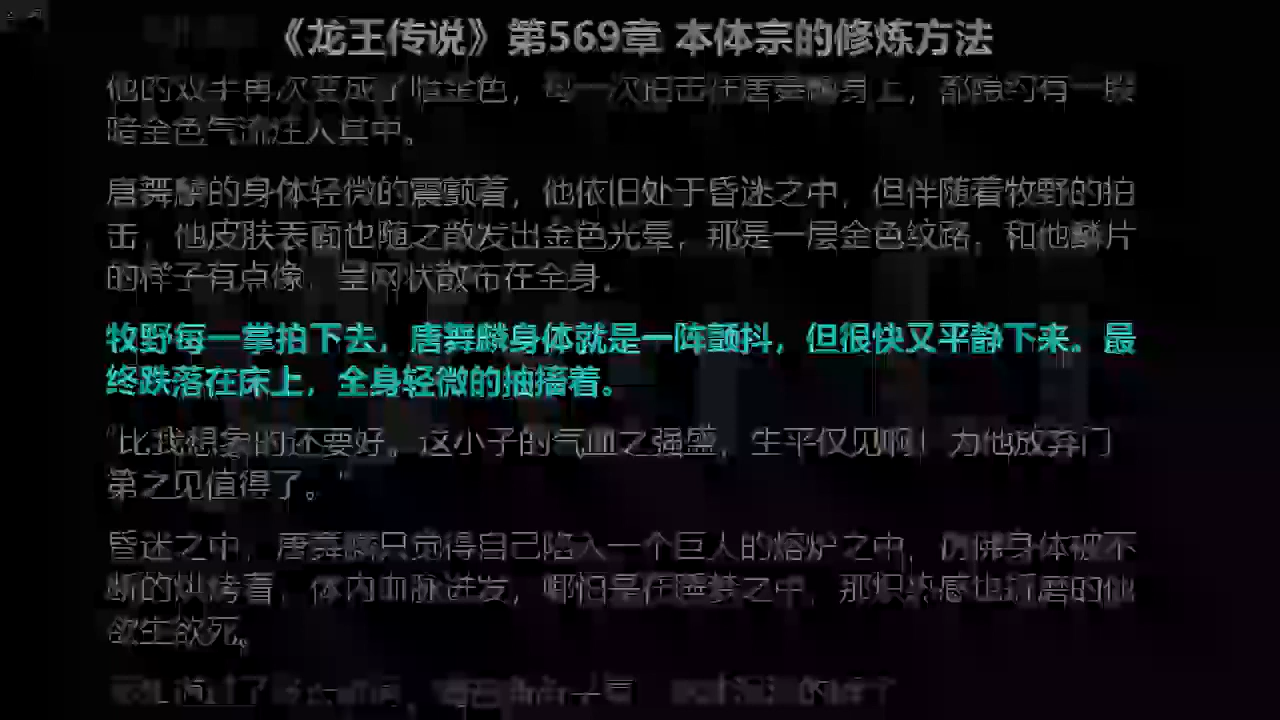 《龙王传说》第569章 本体宗的修炼方法
他的双手再次变成了暗金色，每一次拍击在唐舞麟身上，都隐约有一股
暗金色气流注入其中。
唐舞麟的身体轻微的震颤着，他依旧处于昏迷之中，但伴随着牧野的拍
击，他皮肤表面也随之散发出金色光晕，那是一层金色纹路，和他鳞片
的样子有点像，呈网状散布在全身。
牧野每一掌拍下去，唐舞麟身体就是一阵颤抖，但很快又平静下来。最
终跌落在床上，全身轻微的抽搐着。
“比我想象的还要好。这小子的气血之强盛，生平仅见啊！为他放弃门
第之见值得了。”
昏迷之中，唐舞麟只觉得自己陷入一个巨人的熔炉之中，仿佛身体被不
断的烘烤着，体内血脉迸发，哪怕是在睡梦之中，那炽热感也折磨的他
欲生欲死。